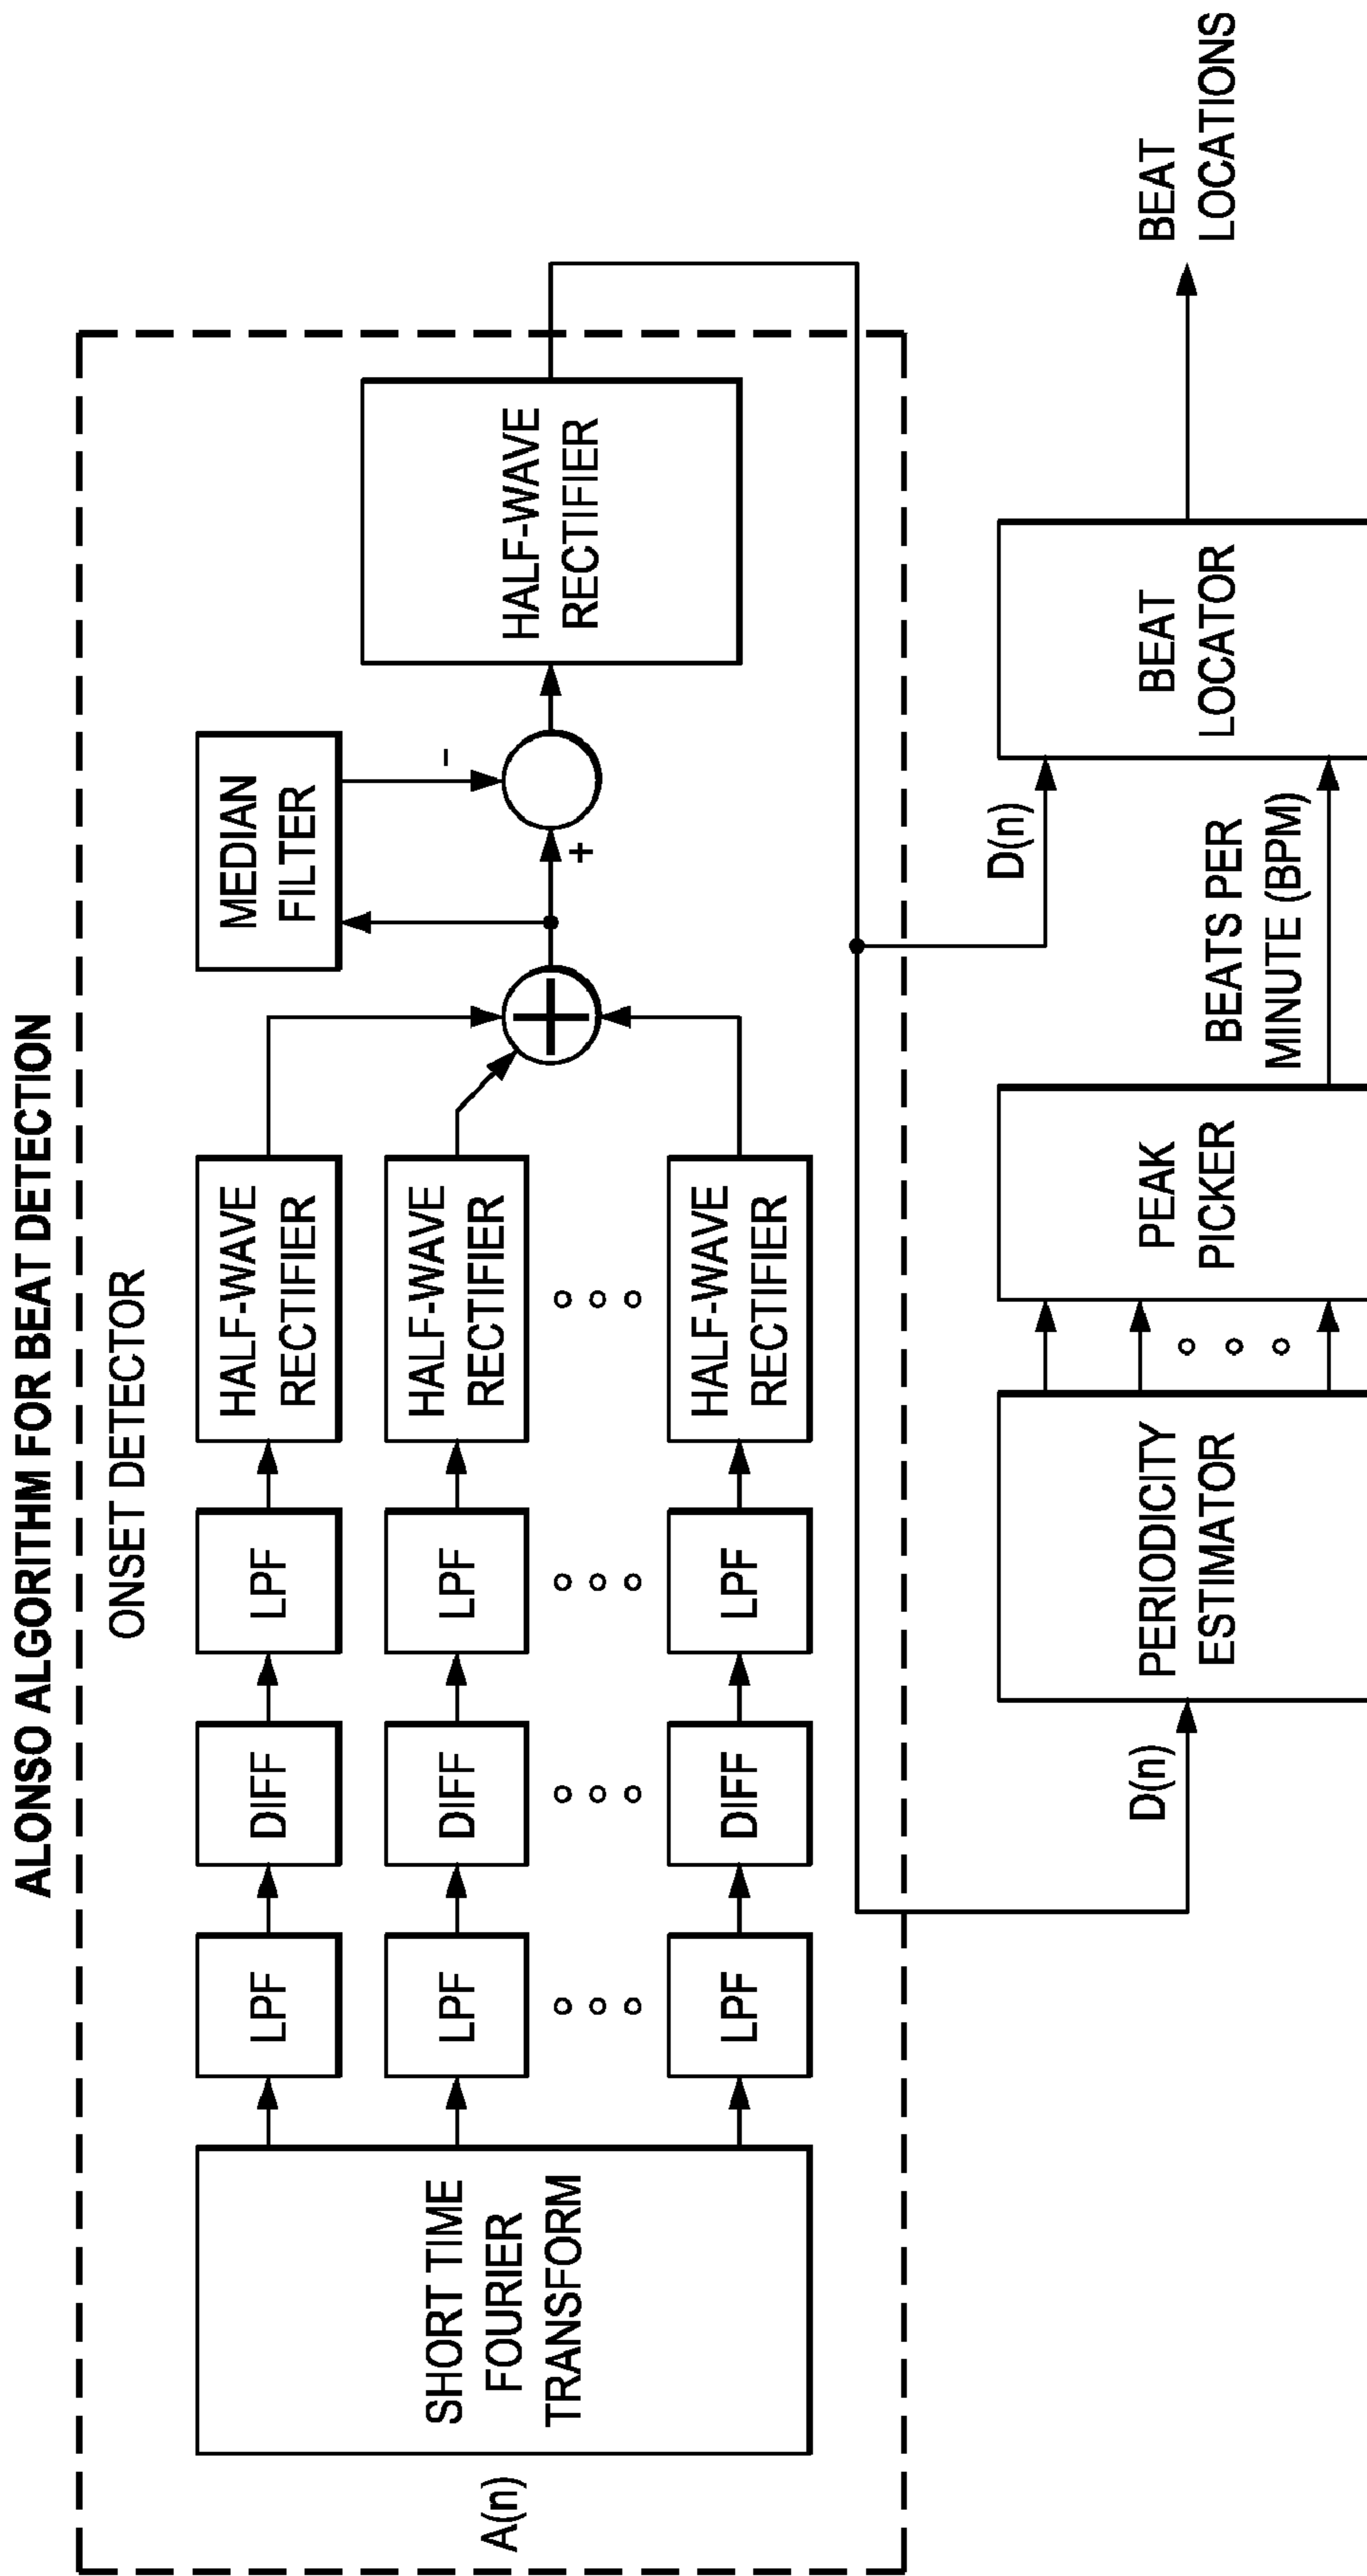 ALONSO ALGORITHM FOR BEAT DETECTION
ONSET DETECTOR
A(n)
SHORT TIME
FOURIER
TRANSFORM
LPF
DIFF
LPF
HALF-WAVE
RECTIFIER
LPF
DIFF
LPF
HALF-WAVE
RECTIFIER
LPF
DIFF
LPF
HALF-WAVE
RECTIFIER
MEDIAN
FILTER
-
+
+
HALF-WAVE
RECTIFIER
D(n)
PERIODICITY
ESTIMATOR
PEAK
PICKER
BEATS PER
MINUTE (BPM)
D(n)
BEAT
LOCATOR
BEAT
LOCATIONS